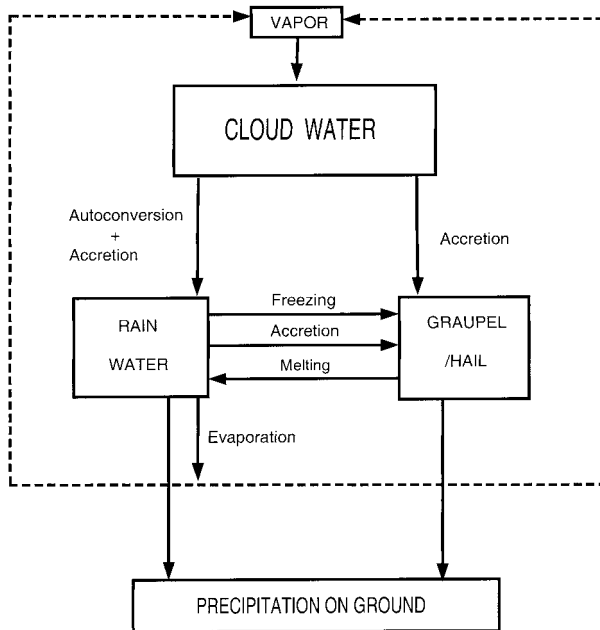 VAPOR
CLOUD WATER
Autoconversion
+
Accretion
Accretion
RAIN
WATER
Freezing
Accretion
Melting
GRAUPEL
/HAIL
Evaporation
PRECIPITATION ON GROUND